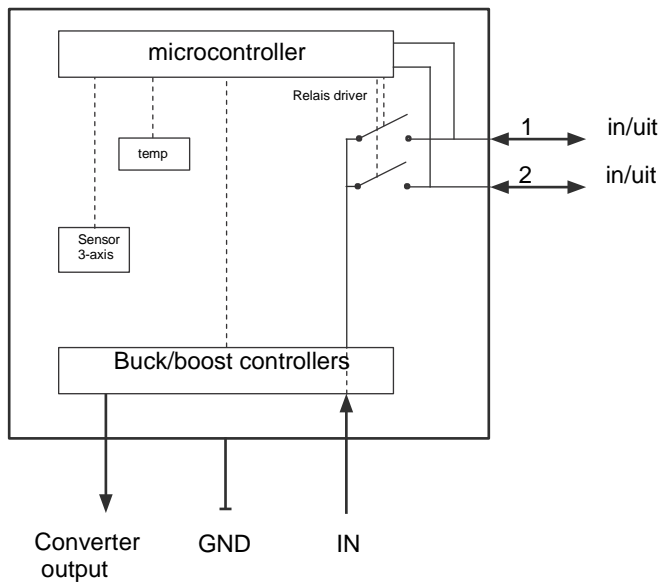 microcontroller
Relais driver
1
in/uit
temp
2
in/uit
Sensor
3-axis
Buck/boost controllers
Converter
output
GND
IN